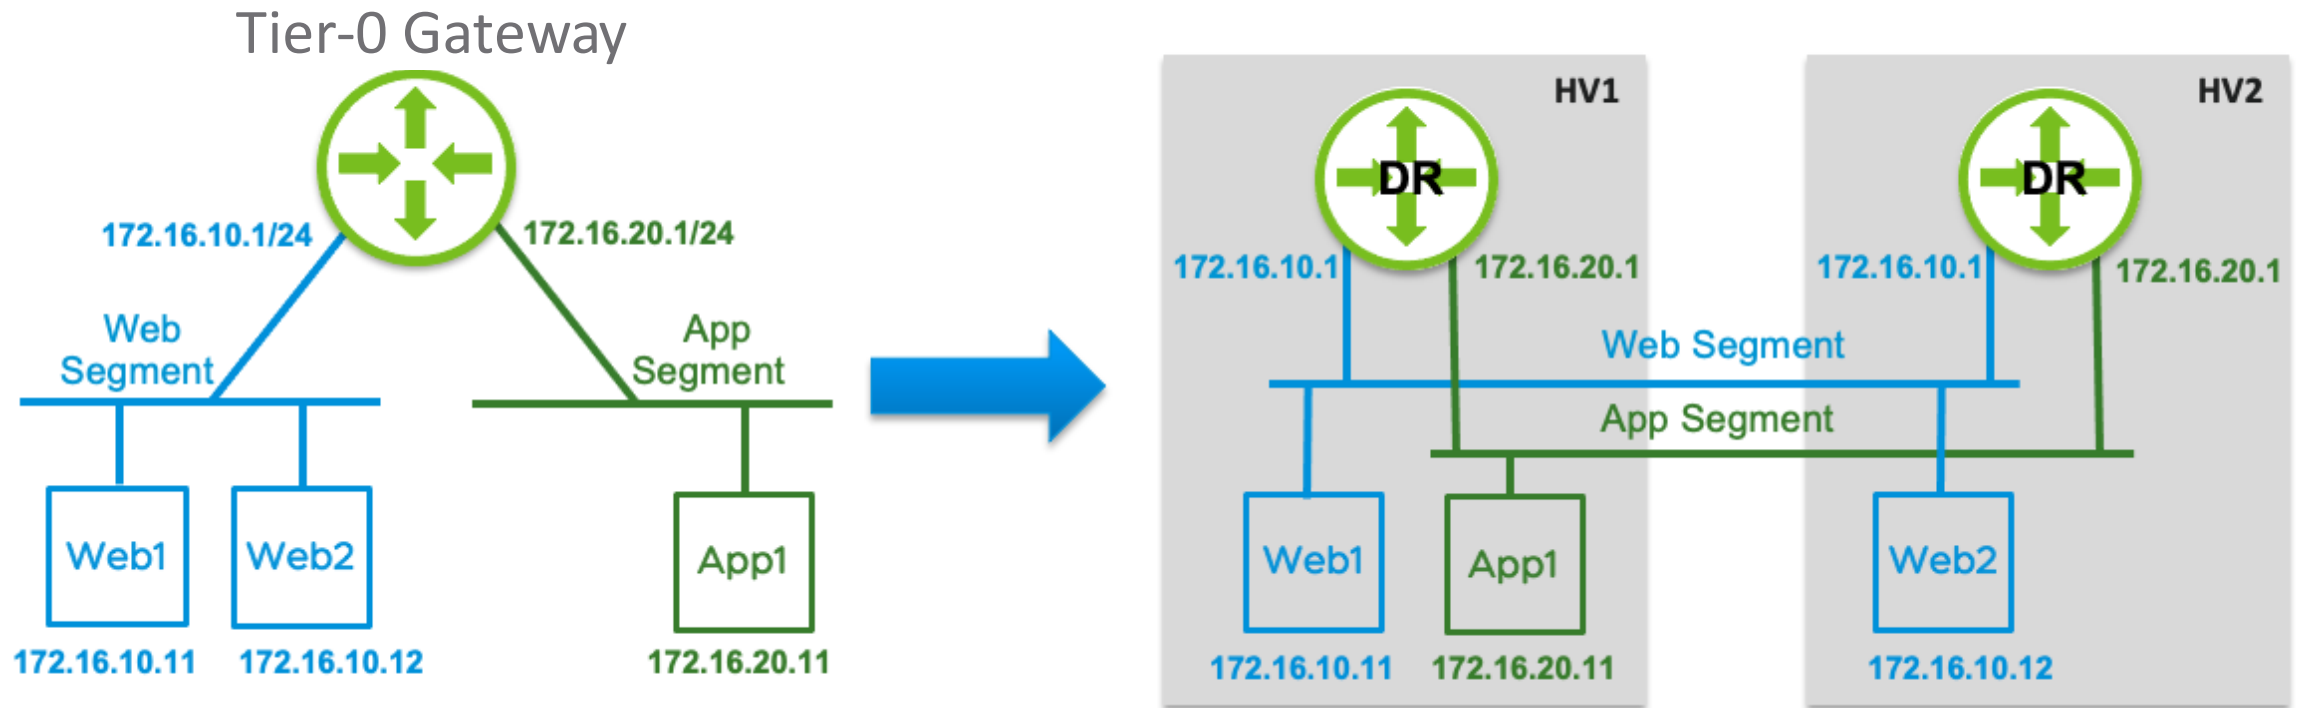 Tier-0 Gateway
172.16.10.1/24
172.16.20.1/24
Web
Segment
App
Segment
Web1
Web2
App1
172.16.10.11
172.16.10.12
172.16.20.11
HV1
DR
172.16.10.1
172.16.20.1
HV2
DR
172.16.10.1
172.16.20.1
Web Segment
App Segment
Web1
App1
Web2
172.16.10.11
172.16.20.11
172.16.10.12